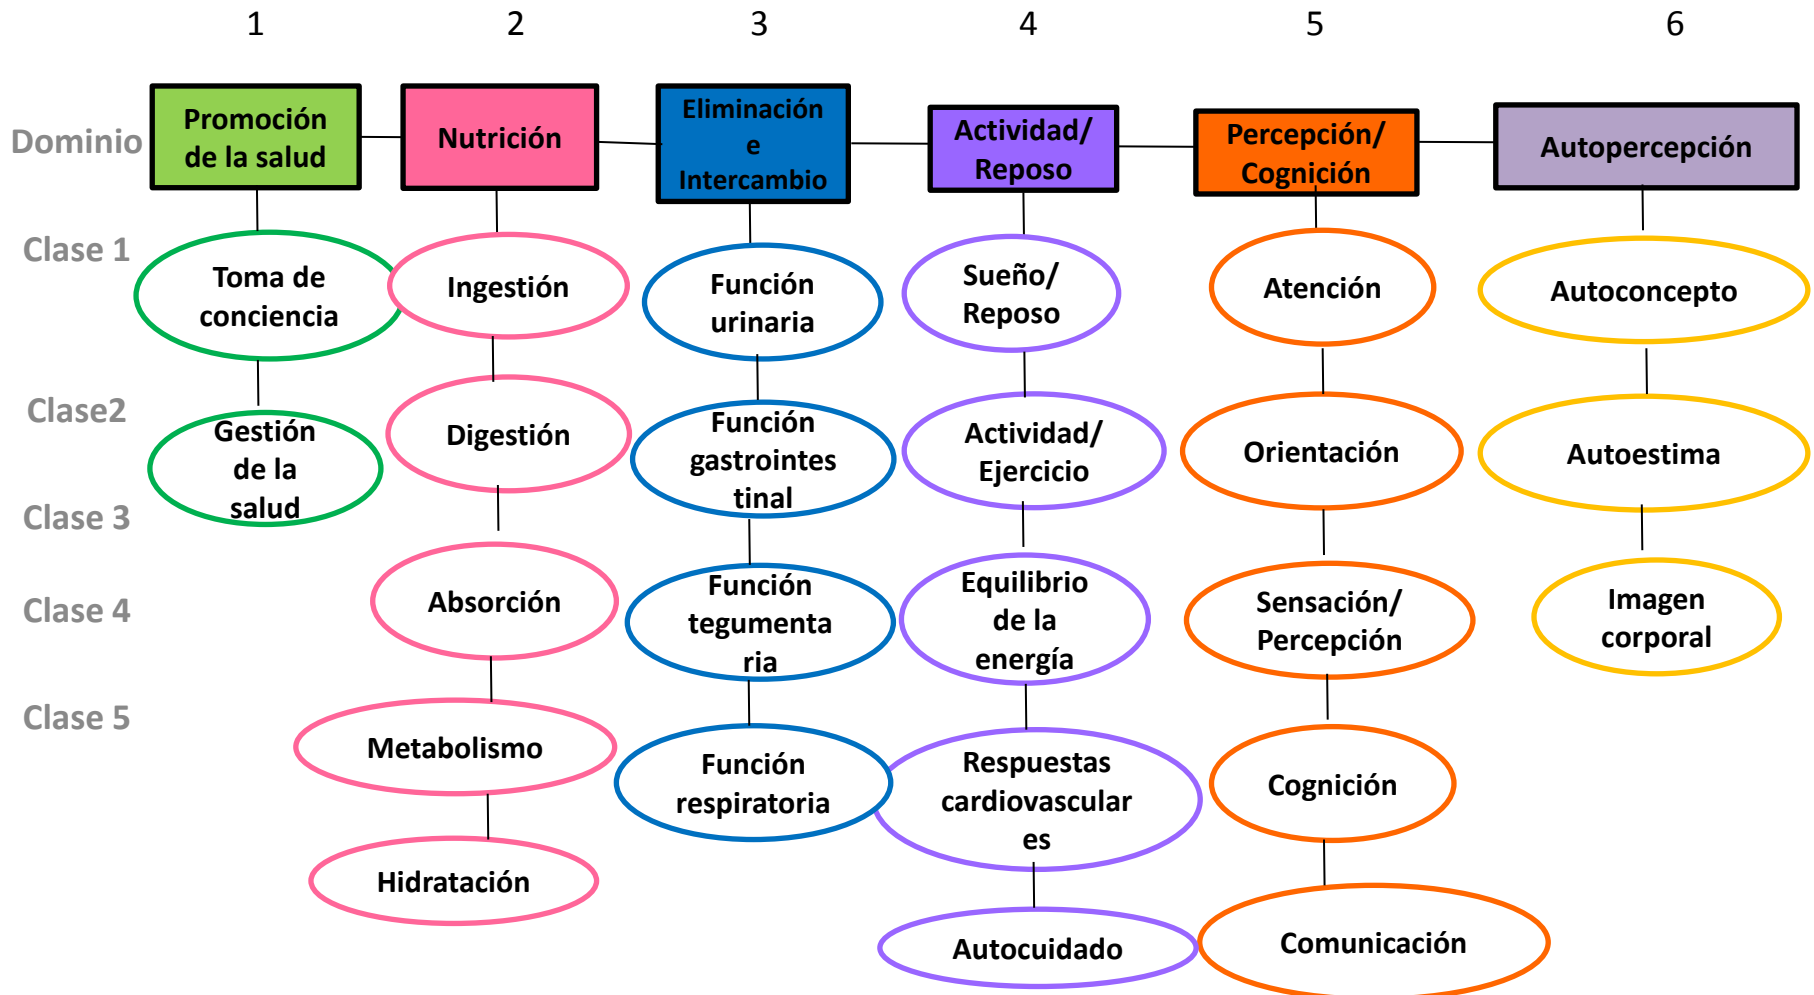 1
2
3
4
5
6
Dominio
Promoción
de la salud
Nutrición
Eliminación
e
Intercambio
Actividad/
Reposo
Percepción/
Cognición
Autopercepción
Clase 1
Toma de
conciencia
Ingestión
Función
urinaria
Sueño/
Reposo
Atención
Autoconcepto
Clase2
Gestión
de la
salud
Digestión
Función
gastrointes
tinal
Actividad/
Ejercicio
Orientación
Autoestima
Clase 3
Absorción
Función
tegumenta
ria
Equilibrio
de la
energía
Sensación/
Percepción
Imagen
corporal
Clase 4
Metabolismo
Función
respiratoria
Respuestas
cardiovascular
es
Cognición
Clase 5
Hidratación
Autocuidado
Comunicación